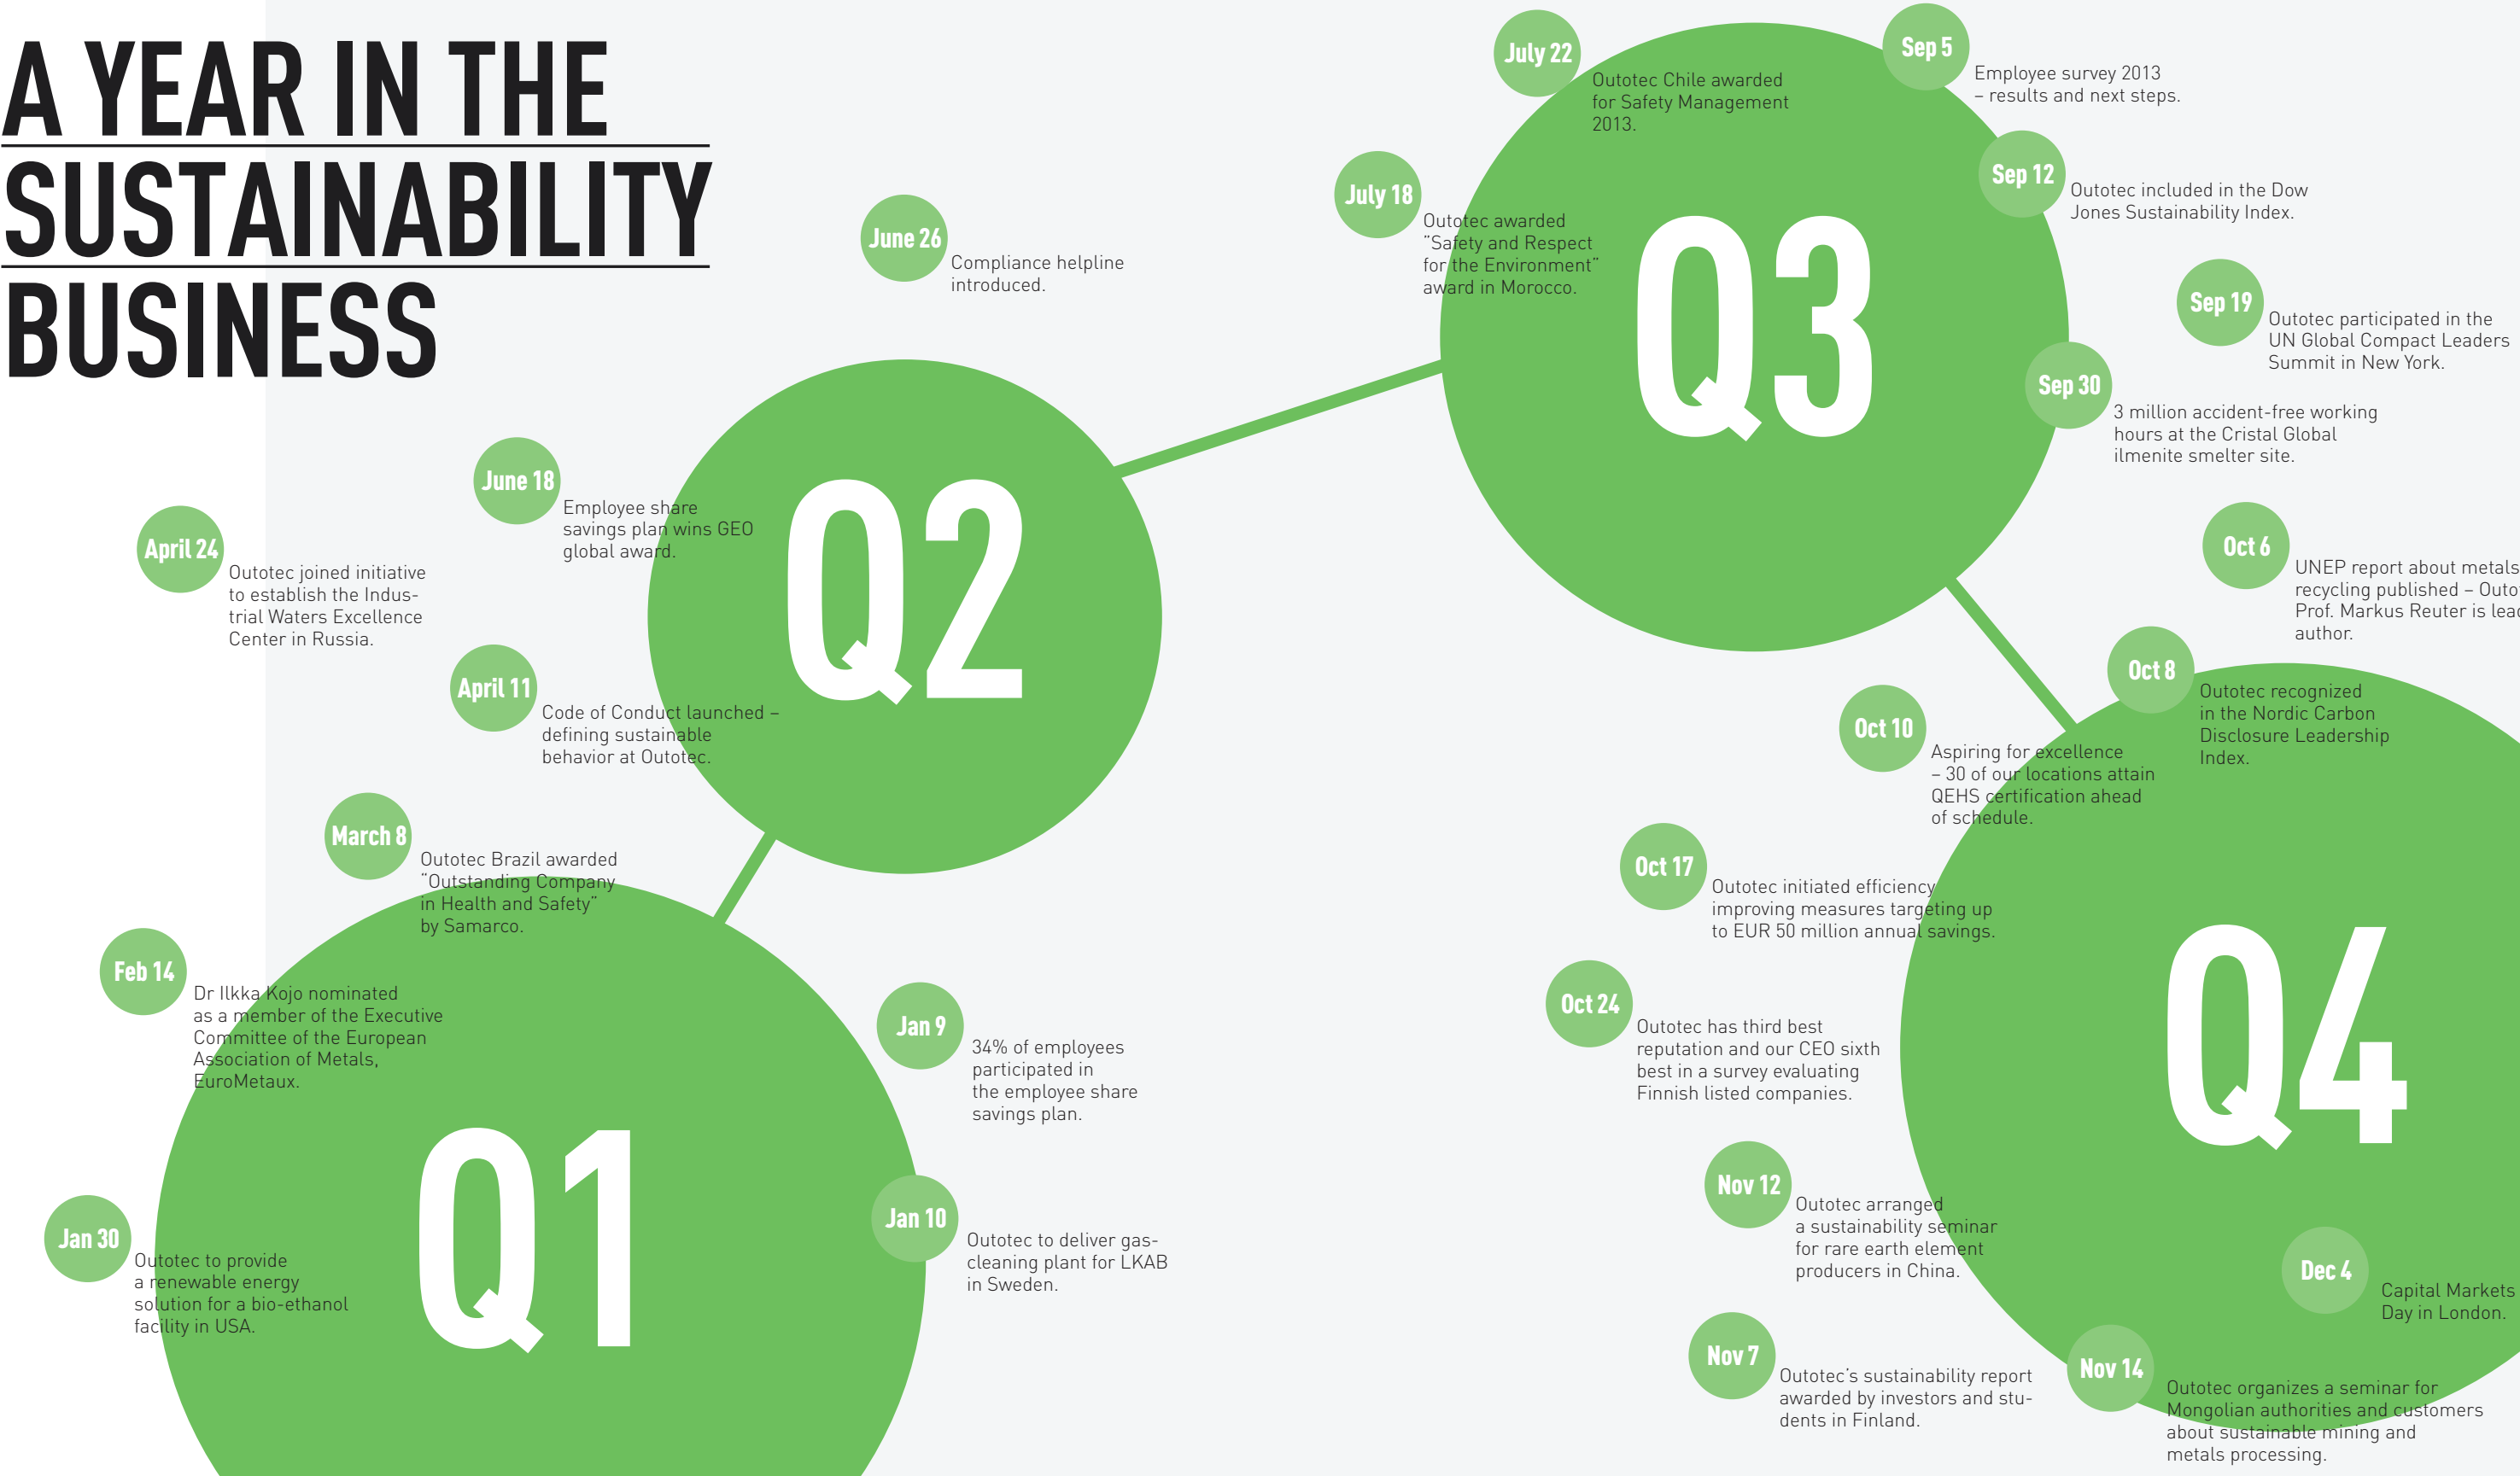 A YEAR IN THE
SUSTAINABILITY
BUSINESS
Q1
Jan 9
34% of employees
participated in
the employee share
savings plan.
Jan 10
Outotec to deliver gas-
cleaning plant for LKAB
in Sweden.
Jan 30
Outotec to provide
a renewable energy
solution for a bio-ethanol
facility in USA.
Feb 14
Dr Ilkka Kojo nominated
as a member of the Executive
Committee of the European
Association of Metals,
EuroMetaux.
March 8
Outotec Brazil awarded
“Outstanding Company
in Health and Safety”
by Samarco.
Q2
April 11
Code of Conduct launched –
defining sustainable
behavior at Outotec.
April 24
Outotec joined initiative
to establish the Indus-
trial Waters Excellence
Center in Russia.
June 18
Employee share
savings plan wins GEO
global award.
June 26
Compliance helpline
introduced.
Q3
July 18
Outotec awarded
”Safety and Respect
for the Environment”
award in Morocco.
July 22
Outotec Chile awarded
for Safety Management
2013.
Sep 5
Employee survey 2013
– results and next steps.
Sep 12
Outotec included in the Dow
Jones Sustainability Index.
Sep 19
Outotec participated in the
UN Global Compact Leaders
Summit in New York.
Sep 30
3 million accident-free working
hours at the Cristal Global
ilmenite smelter site.
Q4
Oct 6
UNEP report about metals
recycling published –
Prof. Markus Reuter is
author.
Oct 8
Outotec recognized
in the Nordic Carbon
Disclosure Leadership
Index.
Oct 10
Aspiring for excellence
– 30 of our locations attain
QEHS certification ahead
of schedule.
Oct 17
Outotec initiated efficiency
improving measures targeting up
to EUR 50 million annual savings.
Oct 24
Outotec has third best
reputation and our CEO sixth
best in a survey evaluating
Finnish listed companies.
Nov 7
Outotec’s sustainability report
awarded by investors and stu-
dents in Finland.
Nov 12
Outotec arranged
a sustainability seminar
for rare earth element
producers in China.
Nov 14
Outotec organizes a seminar for
Mongolian authorities and customers
about sustainable mining and
metals processing.
Dec 4
Capital Markets
Day in London.